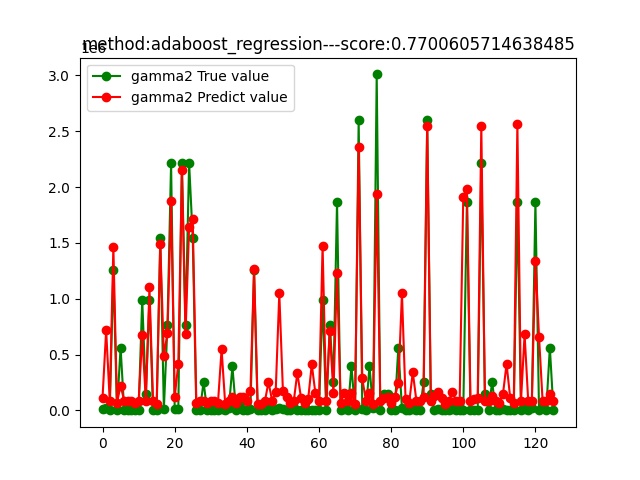 method:adaboost_regression---score:0.7700605714638485
1e6
gamma2 True value
gamma2 Predict value
3.0
2.5
2.0
1.5
1.0
0.5
0.0
0 20 40 60 80 100 120